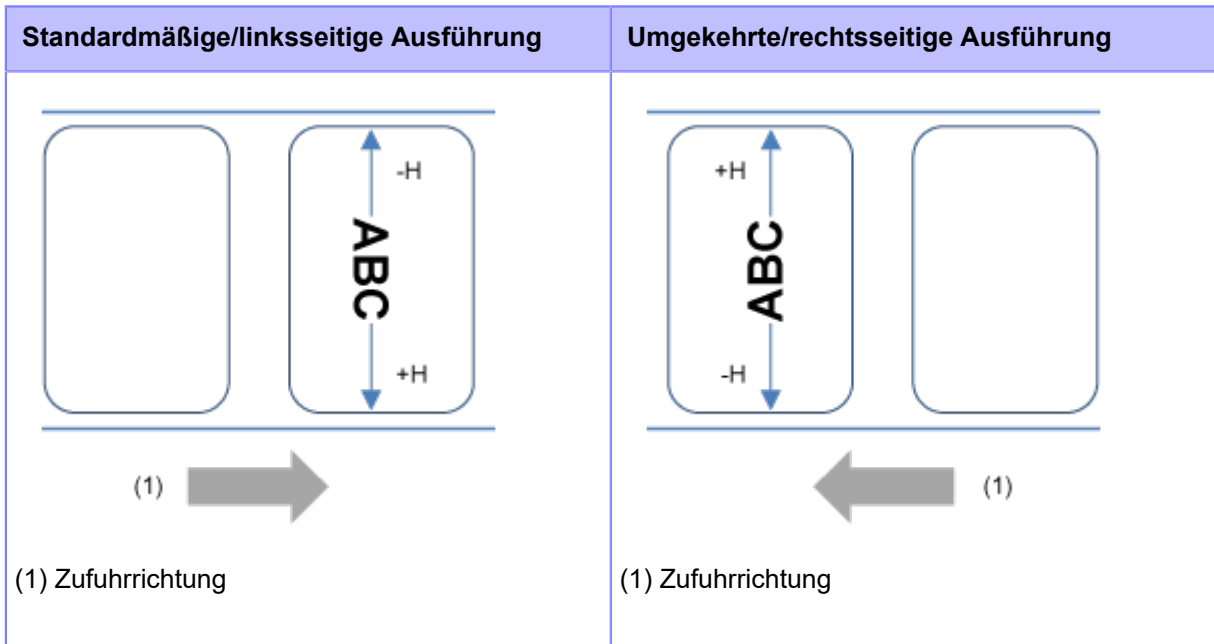 Standardmäßige/linksseitige Ausführung
Umgekehrte/rechtsseitige Ausführung
-H
ABC
+H
(1)
(1) Zufuhrrichtung
+H
ABC
-H
(1)
(1) Zufuhrrichtung